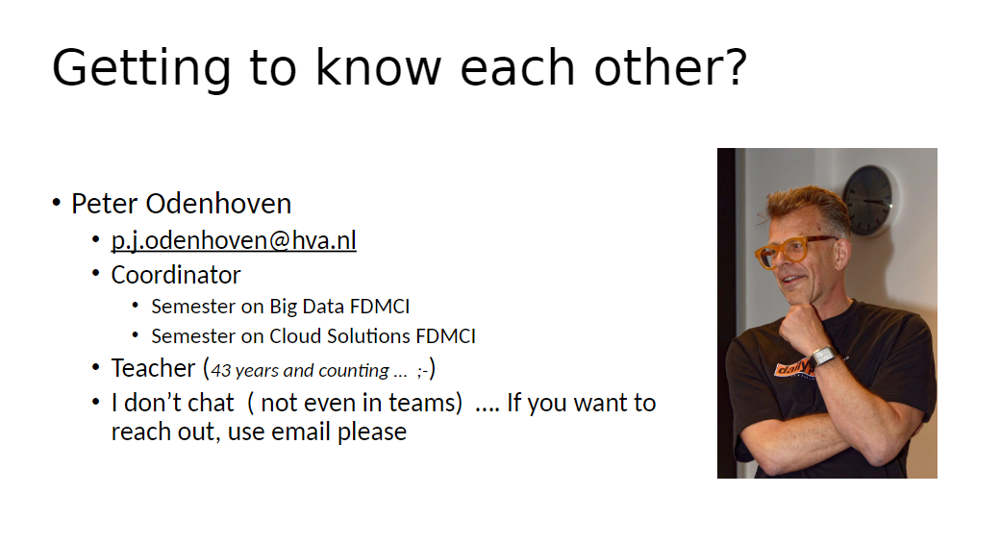 Getting to know each other?
• Peter Odenhoven
• p.j.odenhoven@hva.nl
• Coordinator
• Semester on Big Data FDMCI
• Semester on Cloud Solutions FDMCI
• Teacher (43 years and counting ...  ;-)
• I don’t chat  ( not even in teams)  .... If you want to
reach out, use email please
daily